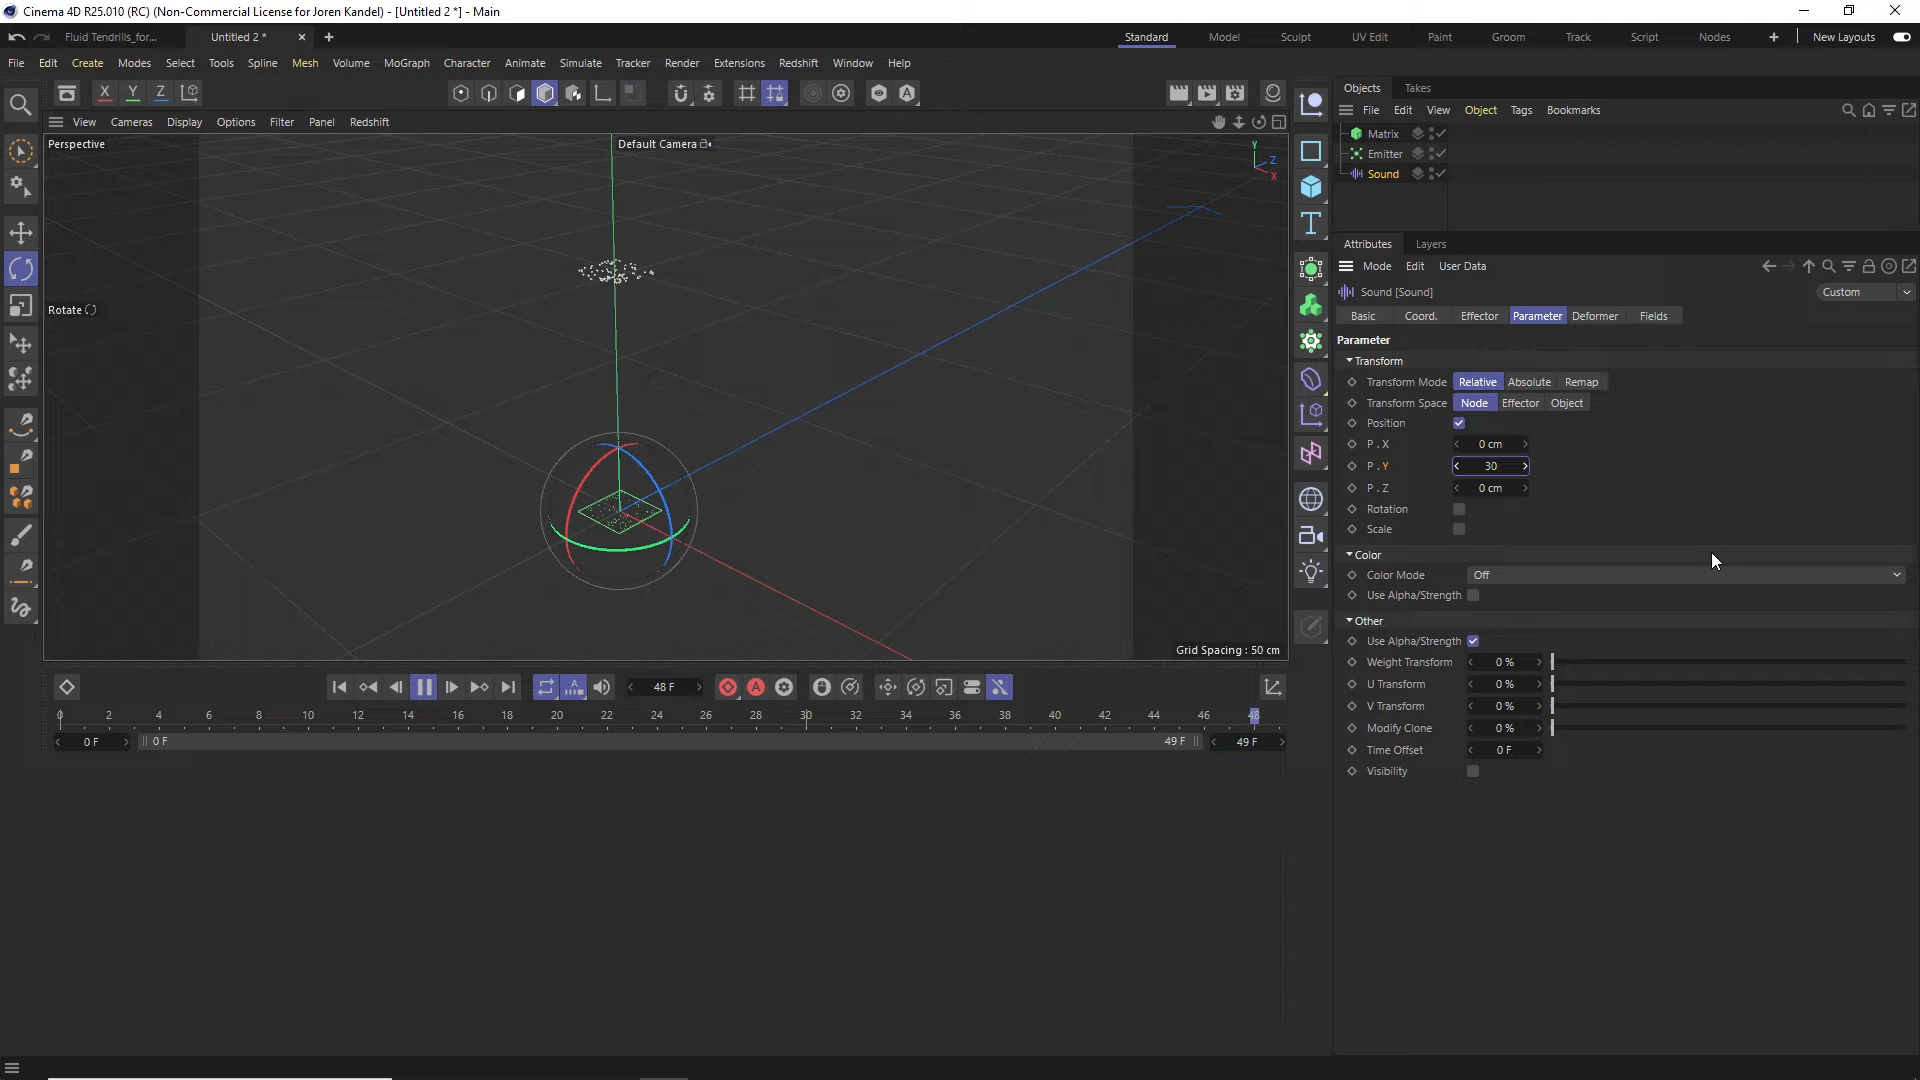 Cinema 4D R25.010 (RC) (Non-Commercial License for Joren Kandel) - [Untitled 2 *] - Main
Fluid Tendrills_for... Untitled 2 * Standard Model Sculpt UV Edit Paint Groom Track Script Nodes New Layouts
File Edit Create Modes Select Tools Spline Mesh Volume MoGraph Character Animate Simulate Tracker Render Extensions Redshift Window Help
X Y Z
Objects Takes
File Edit View Object Tags Bookmarks
View Cameras Display Options Filter Panel Redshift
Perspective Default Camera
Y
Z
X
Rotate
Grid Spacing : 50 cm
Matrix
Emitter
Sound
Attributes Layers
Mode Edit User Data
Sound [Sound] Custom
Basic Coord. Effector Parameter Deformer Fields
Parameter
Transform
Transform Mode Relative Absolute Remap
Transform Space Node Effector Object
Position
P . X 0 cm
P . Y 30
P . Z 0 cm
Rotation
Scale
Color
Color Mode Off
Use Alpha/Strength
Other
Use Alpha/Strength
Weight Transform 0 %
U Transform 0 %
V Transform 0 %
Modify Clone 0 %
Time Offset 0 F
Visibility
48 F
0 2 4 6 8 10 12 14 16 18 20 22 24 26 28 30 32 34 36 38 40 42 44 46 48
0 F 0 F 49 F 49 F